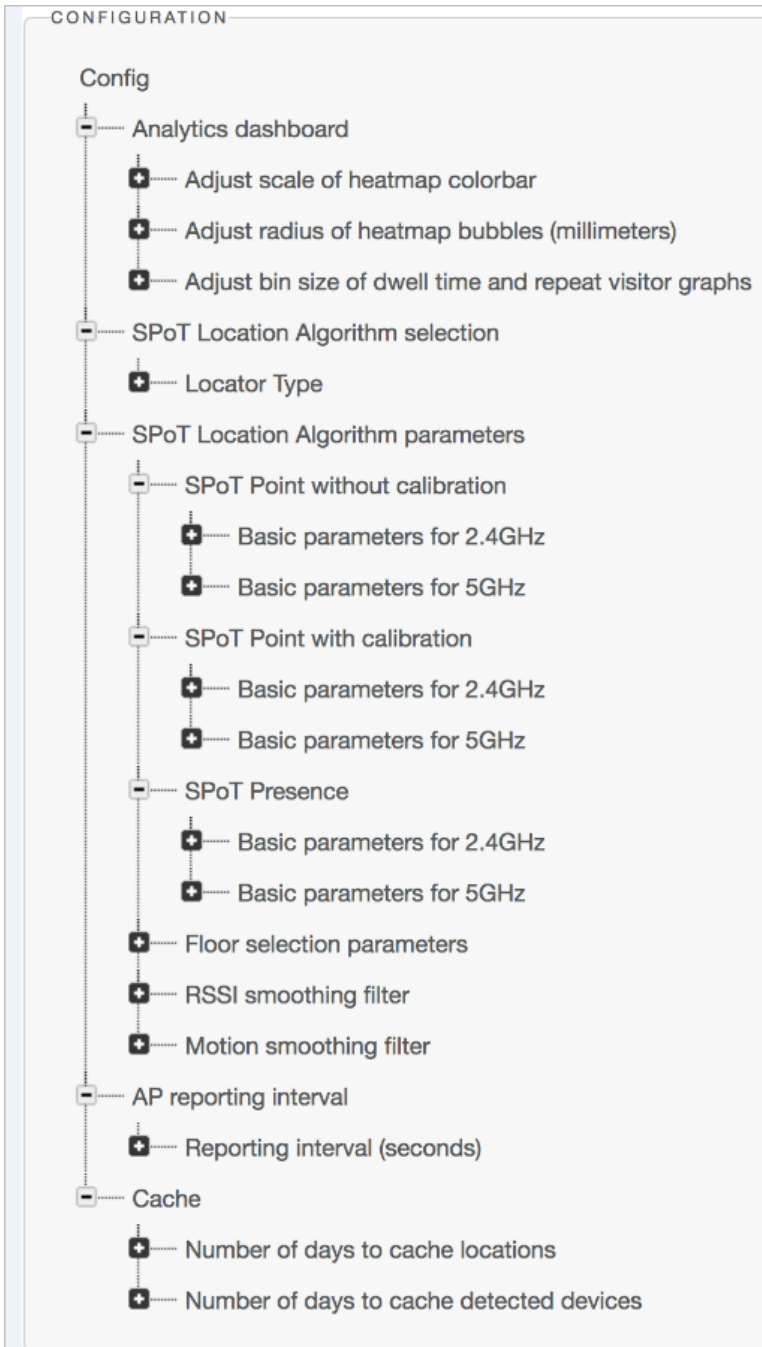 CONFIGURATION
Config
Analytics dashboard
Adjust scale of heatmap colorbar
Adjust radius of heatmap bubbles (millimeters)
Adjust bin size of dwell time and repeat visitor graphs
SPoT Location Algorithm selection
Locator Type
SPoT Location Algorithm parameters
SPoT Point without calibration
Basic parameters for 2.4GHz
Basic parameters for 5GHz
SPoT Point with calibration
Basic parameters for 2.4GHz
Basic parameters for 5GHz
SPoT Presence
Basic parameters for 2.4GHz
Basic parameters for 5GHz
Floor selection parameters
RSSI smoothing filter
Motion smoothing filter
AP reporting interval
Reporting interval (seconds)
Cache
Number of days to cache locations
Number of days to cache detected devices